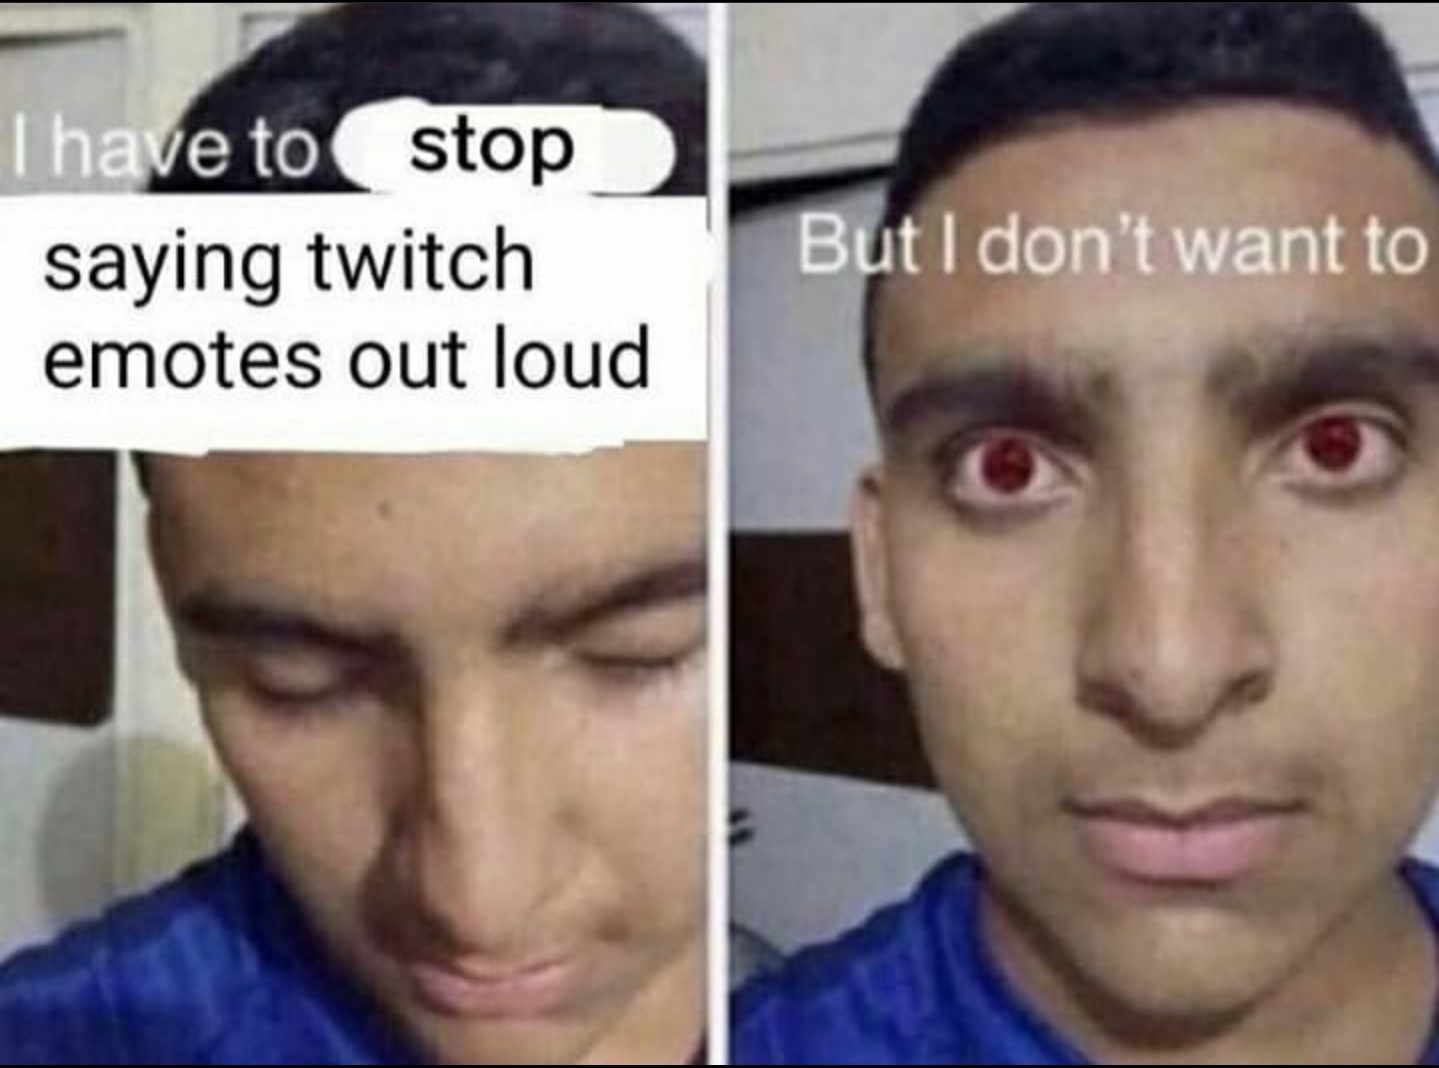 I have to stop
saying twitch
emotes out loud
But I don't want to